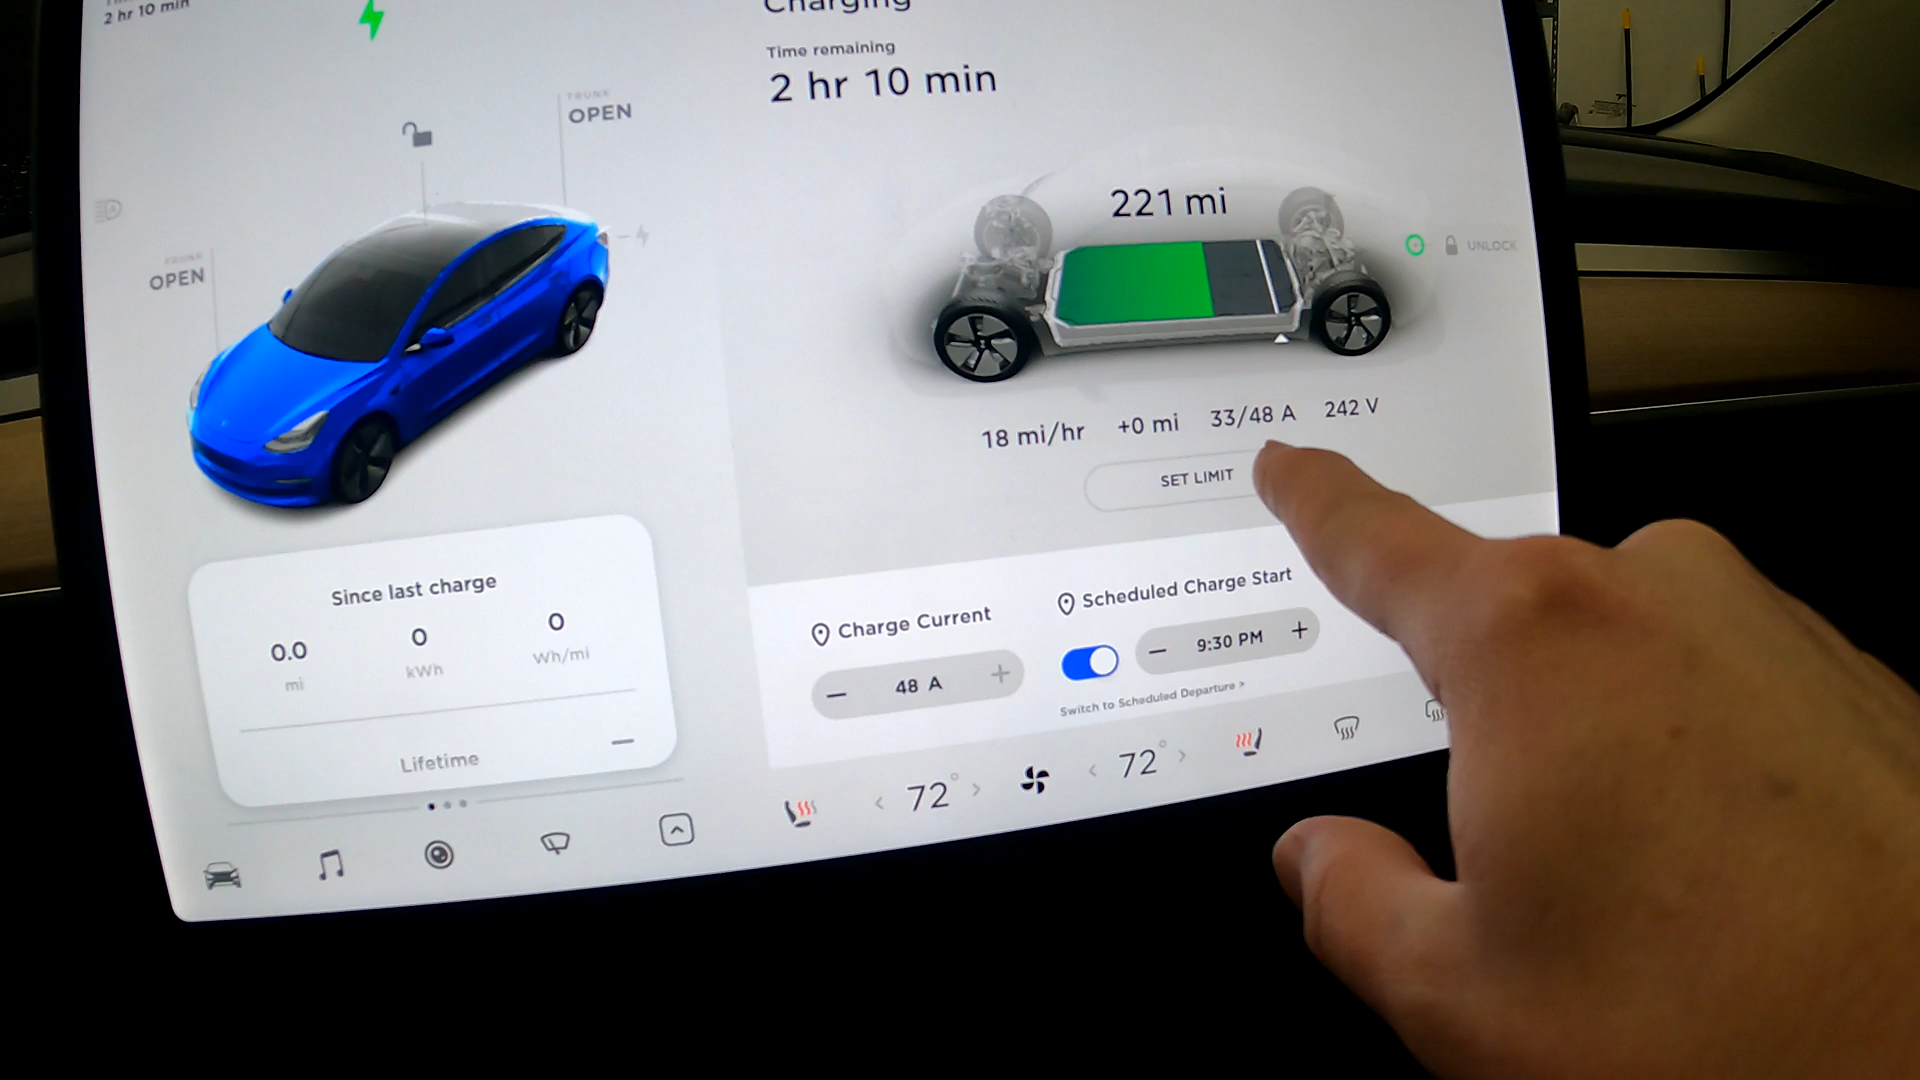 2 hr 10 min
Charging
Time remaining
2 hr 10 min
TRUNK
OPEN
OPEN
221 mi
UNLOCK
18 mi/hr +0 mi 33/48 A 242 V
SET LIMIT
Since last charge
0.0 0 0
mi kWh Wh/mi
Lifetime
Charge Current
− 48 A +
Scheduled Charge Start
− 9:30 PM +
Switch to Scheduled Departure >
< 72° > < 72° >